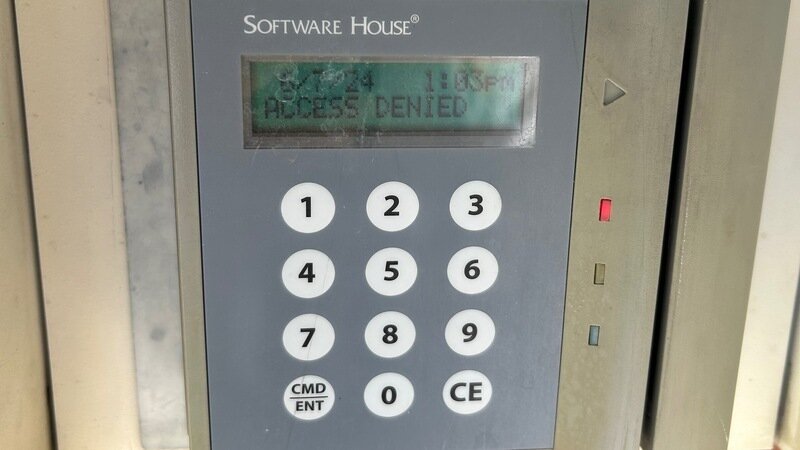 SOFTWARE HOUSE®
1:03pm
ACCESS DENIED
1 2 3
4 5 6
7 8 9
CMD
ENT
0 CE